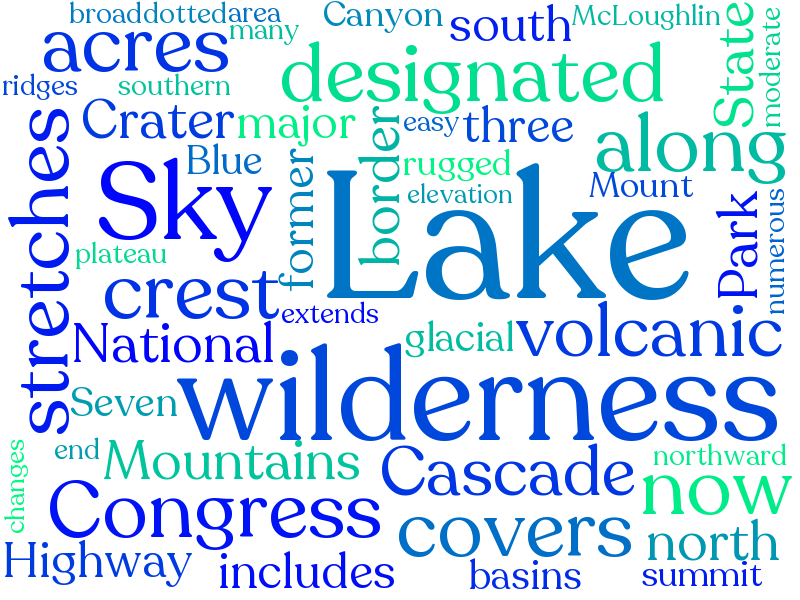 broaddottedarea Canyon McLoughlin
acres many south State
ridges southern designated moderate
Crater major border easy three along
stretches Blue former rugged Mount
Sky elevation Lake Park numerous
plateau crest extends
National glacial volcanic
Seven wilderness
changes end Mountains Cascade northward
Congress covers now
Highway includes basins north summit